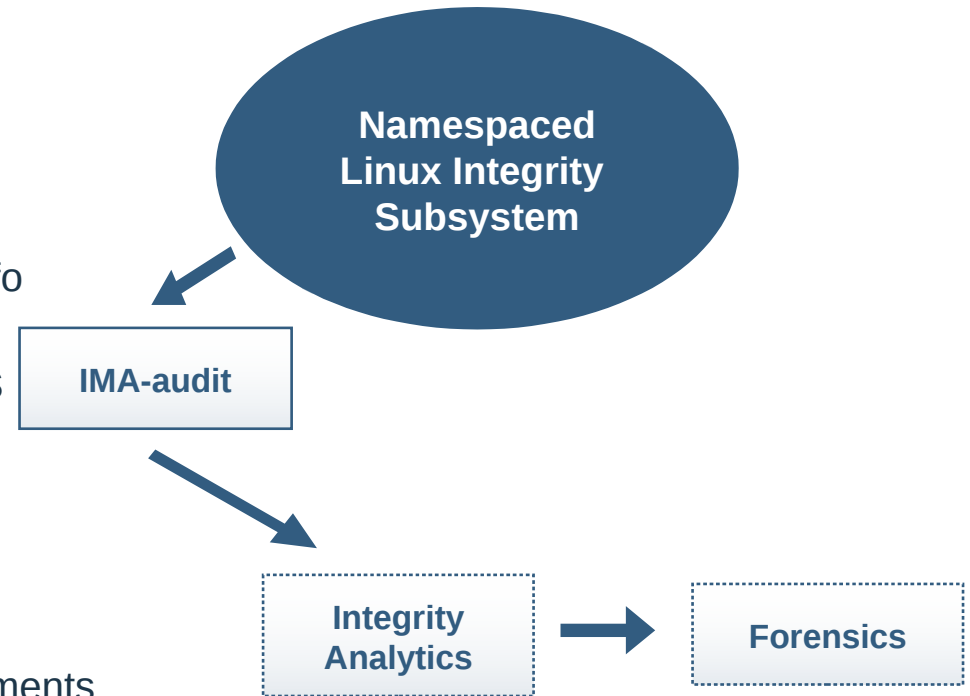 Namespaced
Linux Integrity
Subsystem
IMA-audit
Integrity
Analytics
Forensics